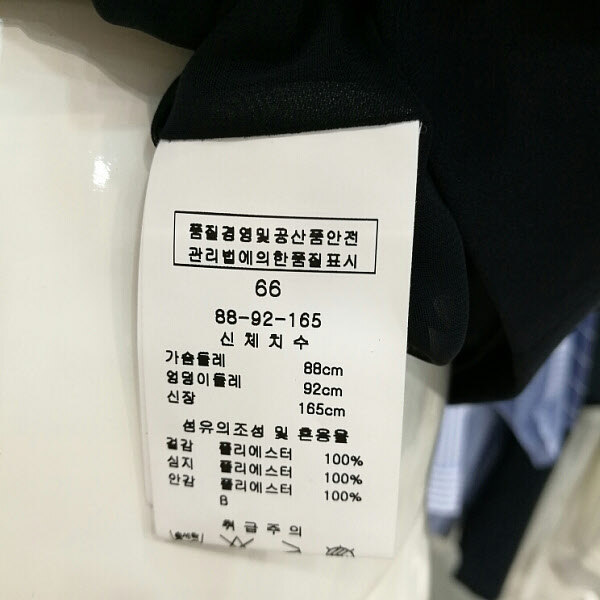 품질경영및공산품안전
관리법에의한품질표시
66
88-92-165
신체치수
가슴둘레 88cm
엉덩이둘레 92cm
신장 165cm
섬유의조성 및 혼용율
겉감 폴리에스터 100%
심지 폴리에스터 100%
안감 폴리에스터 100%
B
취급주의